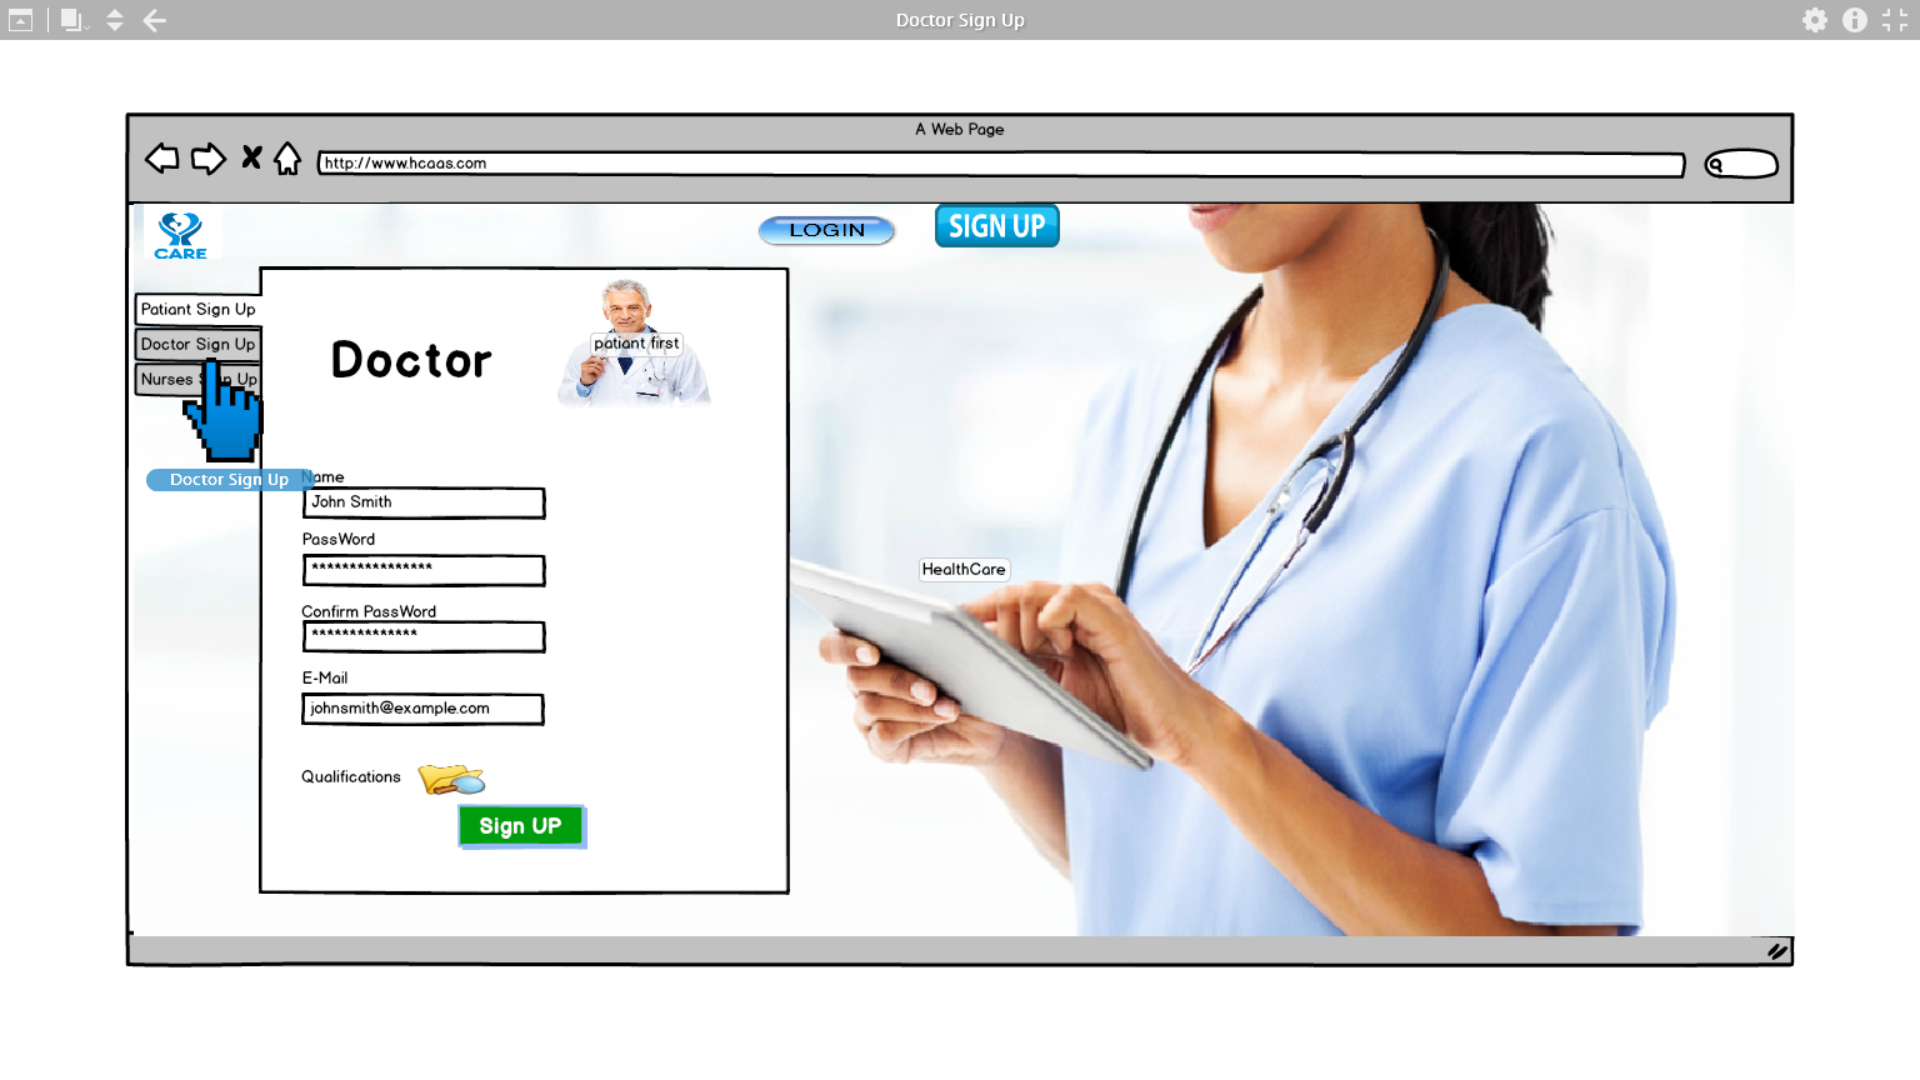 Doctor Sign Up
A Web Page
http://www.hcaas.com
CARE
LOGIN
SIGN UP
Patiant Sign Up
Doctor Sign Up
Nurses Up
Doctor Sign Up
Doctor
patiant first
Name
John Smith
PassWord
****************
Confirm PassWord
**************
E-Mail
johnsmith@example.com
Qualifications
Sign UP
HealthCare